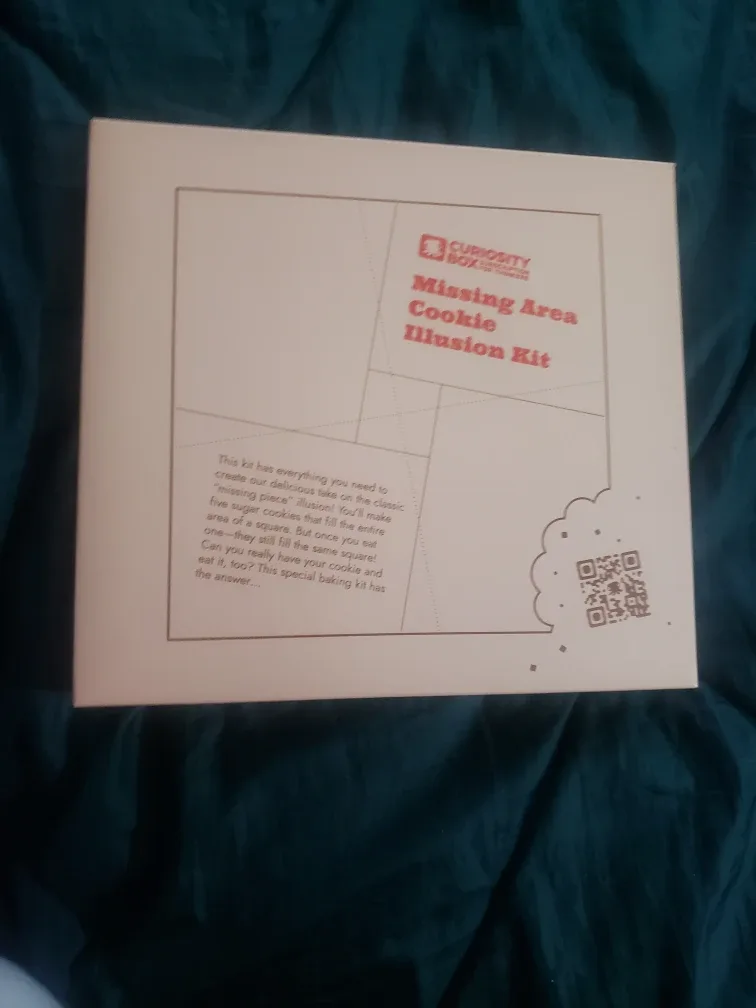 CURIOSITY
BOX SUBSCRIPTION
FOR THINKERS
Missing Area
Cookie
Illusion Kit
This kit has everything you need to
create our delicious take on the classic
"missing piece" illusion! You'll make
five sugar cookies that fill the entire
area of a square. But once you eat
one—they still fill the same square!
Can you really have your cookie and
eat it, too? This special baking kit has
the answer...